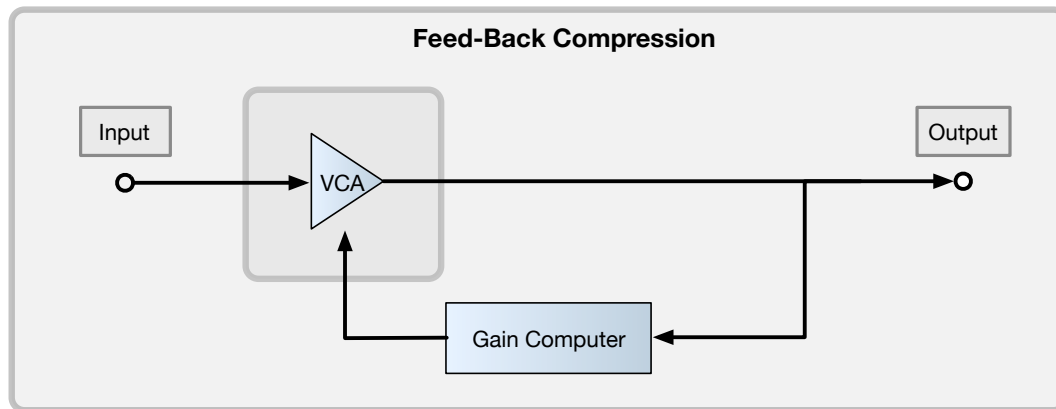 Feed-Back Compression
Input
Output
VCA
Gain Computer